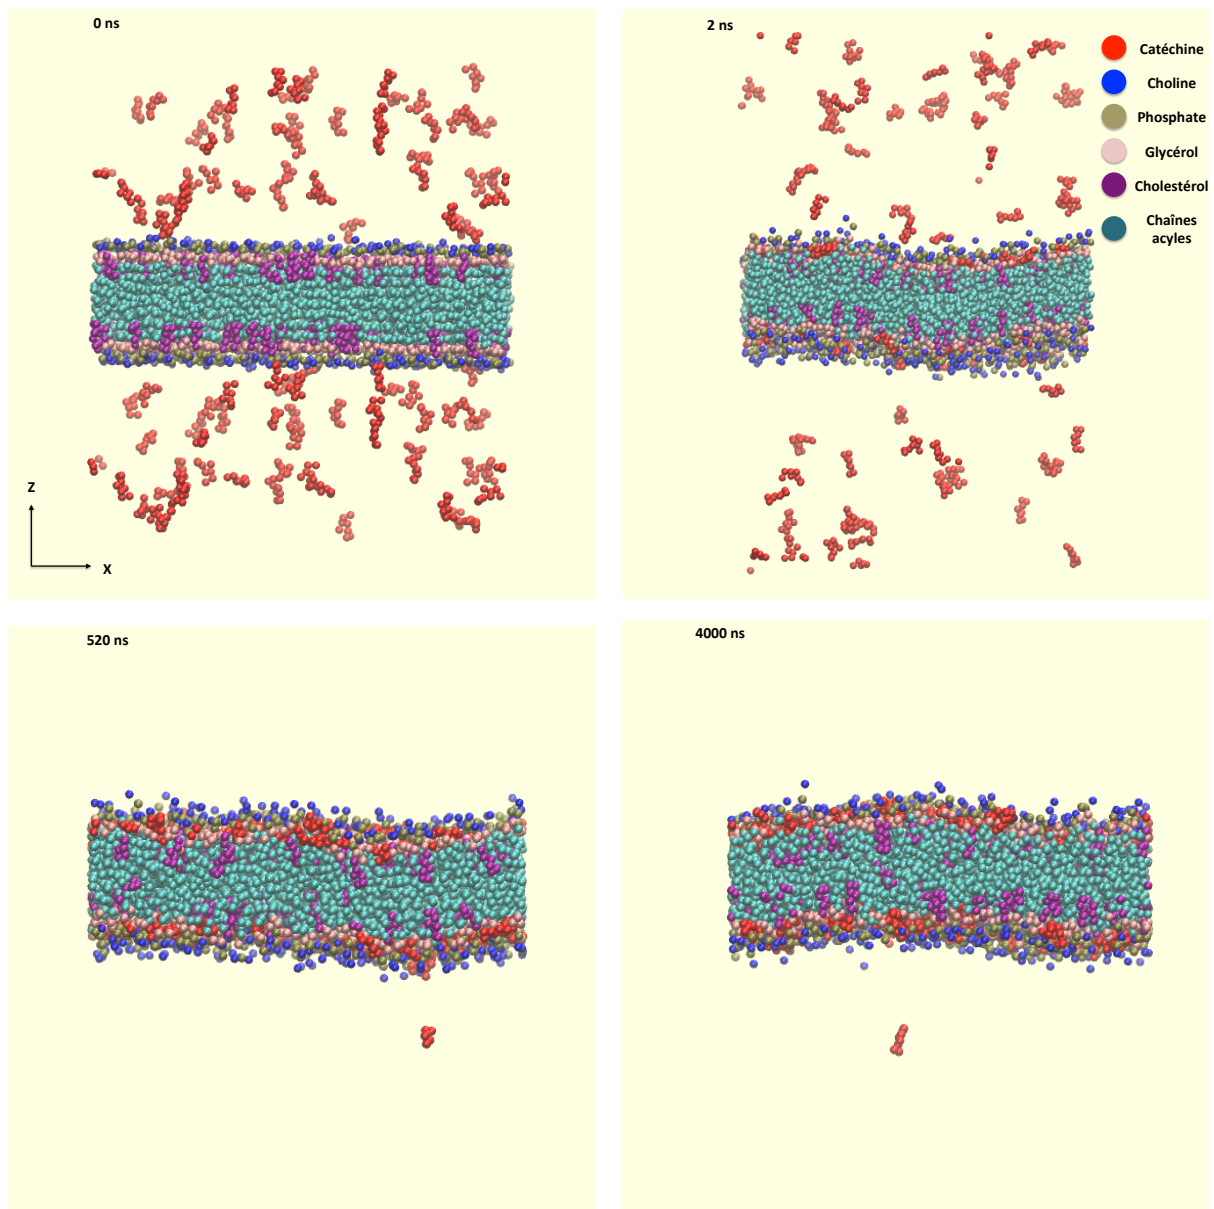 0 ns
2 ns
Catéchine
Choline
Phosphate
Glycérol
Cholestérol
Chaînes
acyles
Z
X
520 ns
4000 ns